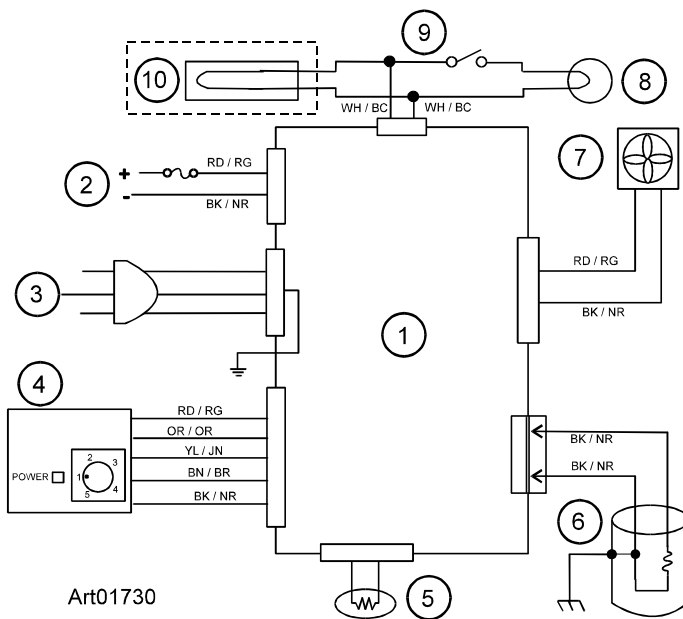 9
10
8
WH / BC
WH / BC
7
2
+
-
RD / RG
BK / NR
3
RD / RG
BK / NR
1
4
RD / RG
OR / OR
YL / JN
BN / BR
BK / NR
POWER
1
2
3
4
5
BK / NR
BK / NR
6
5
Art01730